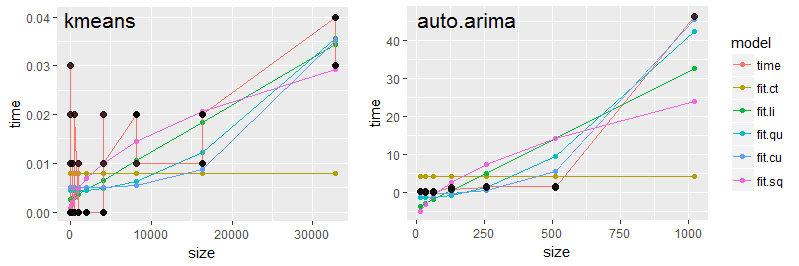 kmeans
time
0.04
0.03
0.02
0.01
0.00
0 10000 20000 30000
size
auto.arima
time
40
30
20
10
0
0 250 500 750 1000
size
model
time
fit.ct
fit.li
fit.qu
fit.cu
fit.sq